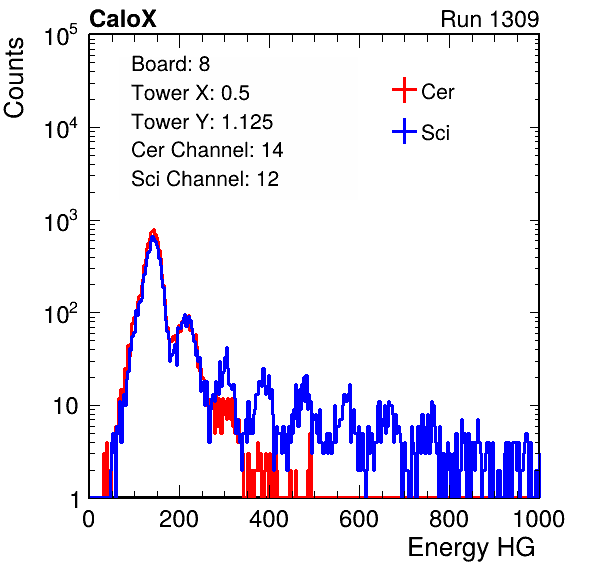 CaloX Run 1309
Counts
Board: 8
Tower X: 0.5
Tower Y: 1.125
Cer Channel: 14
Sci Channel: 12
Cer
Sci
10^5
10^4
10^3
10^2
10
1
0 200 400 600 800 1000
Energy HG